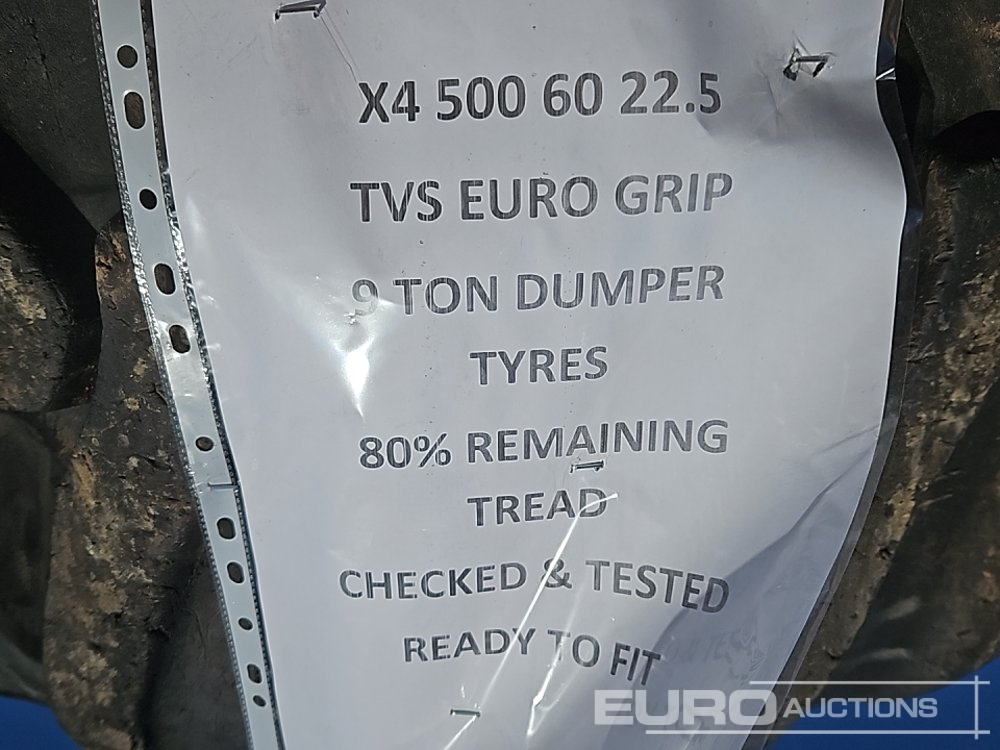 X4 500 60 22.5
TVS EURO GRIP
9 TON DUMPER
TYRES
80% REMAINING
TREAD
CHECKED & TESTED
READY TO FIT
EURO AUCTIONS